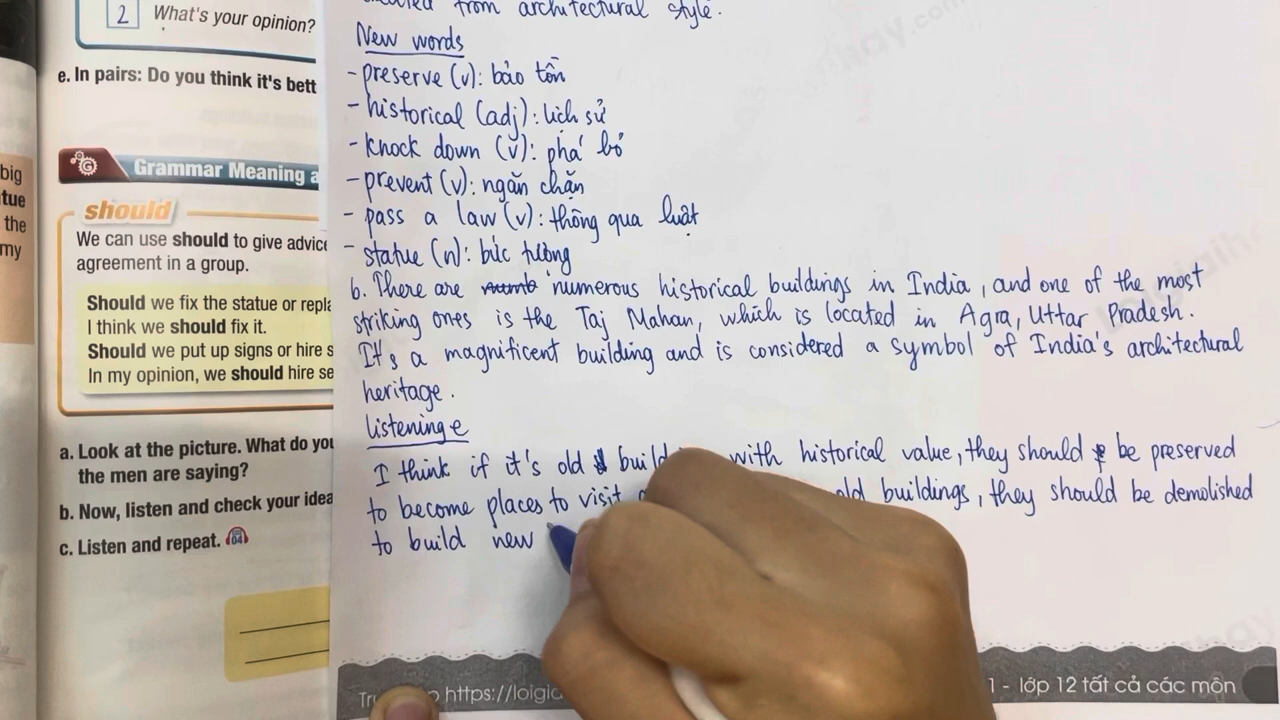 2 What's your opinion?
e. In pairs: Do you think it's bett
Grammar Meaning a
should
We can use should to give advice
agreement in a group.
Should we fix the statue or repla
I think we should fix it.
Should we put up signs or hire s
In my opinion, we should hire se
a. Look at the picture. What do you
the men are saying?
b. Now, listen and check your idea
c. Listen and repeat.
big
tue
the
my
from architectural style.
New words
- preserve (v): bảo tồn
- historical (adj): lịch sử
- knock down (v): phá bỏ
- prevent (v): ngăn chặn
- pass a law (v): thông qua luật
- statue (n): bức tượng
b. There are numb numerous historical buildings in India, and one of the most
striking ones is the Taj Mahan, which is located in Agra, Uttar Pradesh.
It's a magnificent building and is considered a symbol of India's architectural
heritage.
Listening e
I think if it's old build with historical value, they should be preserved
to become places to visit old buildings, they should be demolished
to build new
https://loigia
1 - lớp 12 tất cả các môn